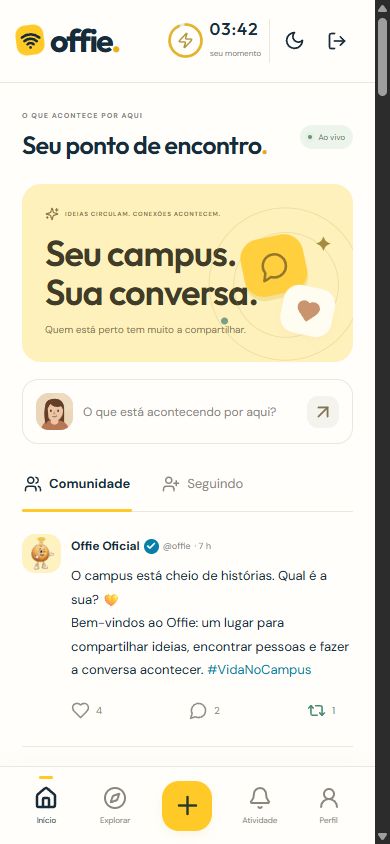 offie.
03:42
seu momento
O QUE ACONTECE POR AQUI
Seu ponto de encontro.
Ao vivo
IDEIAS CIRCULAM. CONEXÕES ACONTECEM.
Seu campus.
Sua conversa.
Quem está perto tem muito a compartilhar.
O que está acontecendo por aqui?
Comunidade
Seguindo
Offie Oficial @offie · 7 h
O campus está cheio de histórias. Qual é a
sua? 🧡
Bem-vindos ao Offie: um lugar para
compartilhar ideias, encontrar pessoas e fazer
a conversa acontecer. #VidaNoCampus
4
2
1
Início
Explorar
Atividade
Perfil